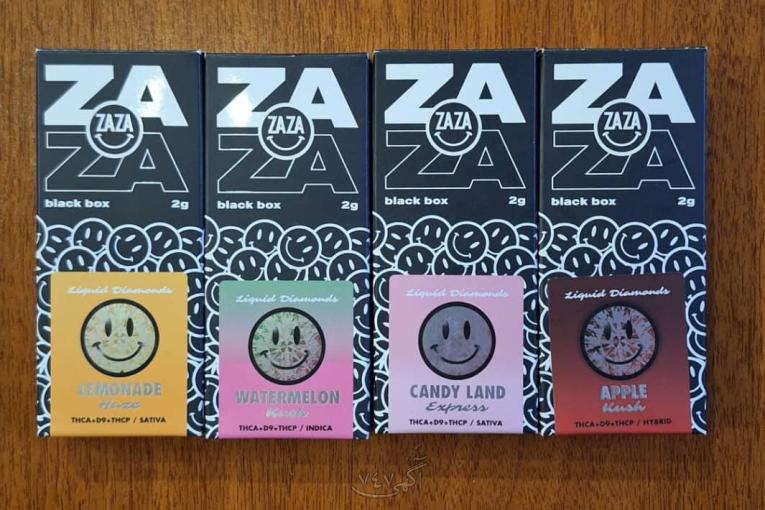 ZA
ZAZA
ZA
black box 2g
Liquid Diamonds
LEMONADE
Haze
THCA+D9+THCP / SATIVA
ZA
ZAZA
ZA
black box 2g
Liquid Diamonds
WATERMELON
Kush
THCA+D9+THCP / INDICA
ZA
ZAZA
ZA
black box 2g
Liquid Diamonds
CANDY LAND
Express
THCA+D9+THCP / SATIVA
ZA
ZAZA
ZA
black box 2g
Liquid Diamonds
APPLE
Kush
THCA+D9+THCP / HYBRID
آگهی ۷۴۷